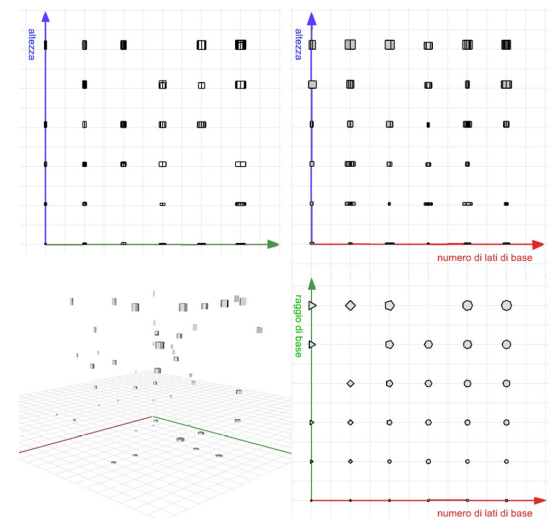 altezza
altezza
numero di lati di base
raggio di base
numero di lati di base